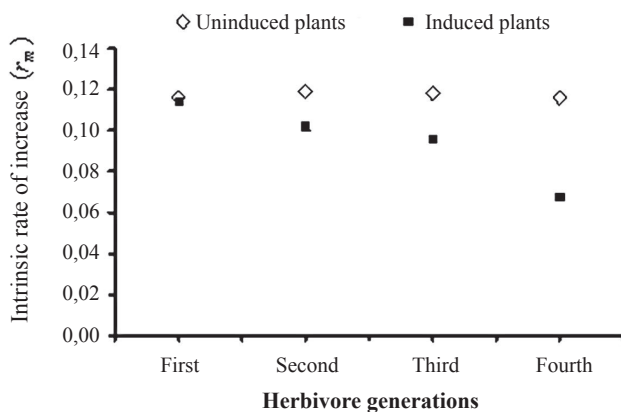 Uninduced plants
Induced plants
Intrinsic rate of increase (r_m)
0,14
0,12
0,10
0,08
0,06
0,04
0,02
0,00
First Second Third Fourth
Herbivore generations